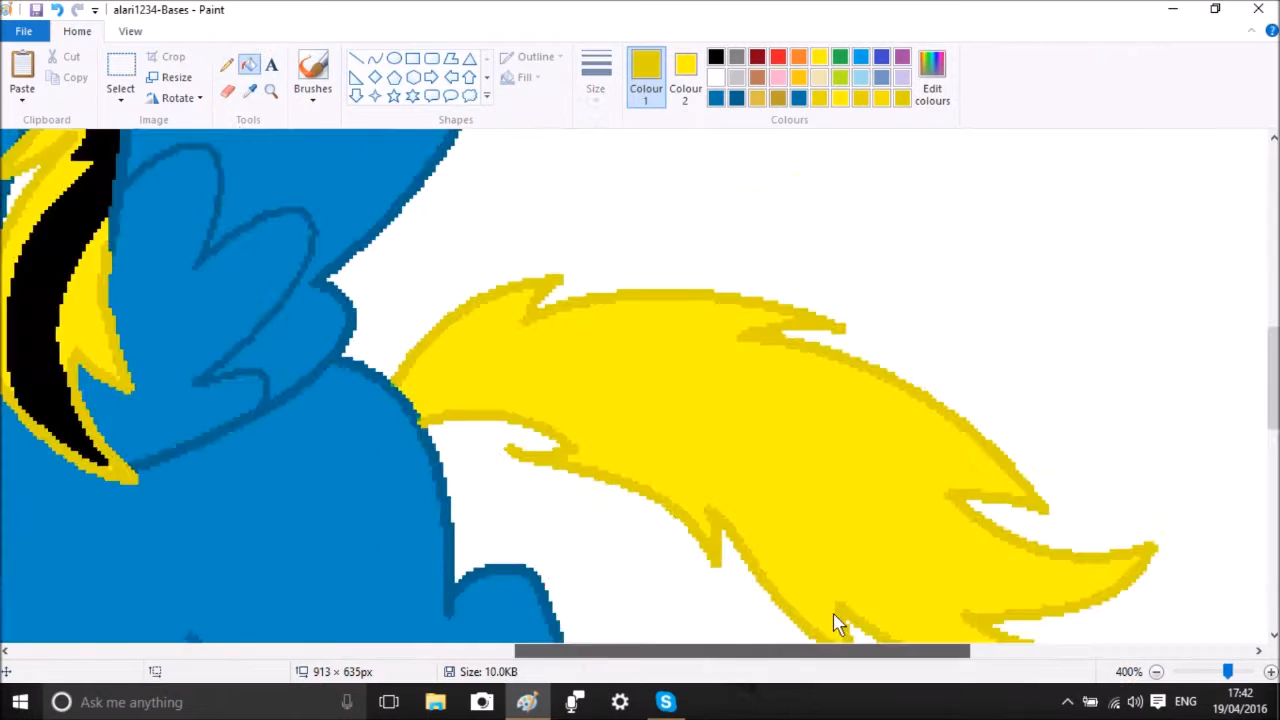 alari1234-Bases - Paint
File Home View
Cut
Copy
Paste
Clipboard
Select
Crop
Resize
Rotate
Image
A
Tools
Brushes
Outline
Fill
Shapes
Size
Colour 1
Colour 2
Edit colours
Colours
913 × 635px
Size: 10.0KB
400%
Ask me anything
ENG
17:42
19/04/2016